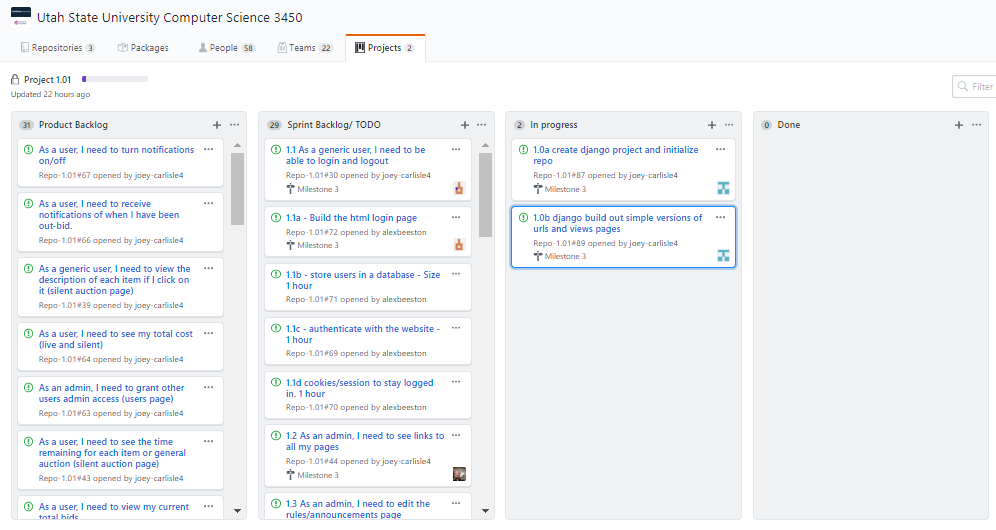 Utah State University Computer Science 3450
Repositories 3
Packages
People 58
Teams 22
Projects 2
Project 1.01
Updated 22 hours ago
Filter
31 Product Backlog
As a user, I need to turn notifications
on/off
Repo-1.01#67 opened by joey-carlisle4
As a user, I need to receive
notifications of when I have been
out-bid.
Repo-1.01#66 opened by joey-carlisle4
As a generic user, I need to view the
description of each item if I click on
it (silent auction page)
Repo-1.01#39 opened by joey-carlisle4
As a user, I need to see my total cost
(live and silent)
Repo-1.01#64 opened by joey-carlisle4
As an admin, I need to grant other
users admin access (users page)
Repo-1.01#63 opened by joey-carlisle4
As a user, I need to see the time
remaining for each item or general
auction (silent auction page)
Repo-1.01#43 opened by joey-carlisle4
As a user, I need to view my current
total bids
29 Sprint Backlog/ TODO
1.1 As a generic user, I need to be
able to login and logout
Repo-1.01#30 opened by joey-carlisle4
Milestone 3
1.1a - Build the html login page
Repo-1.01#72 opened by alexbeeston
Milestone 3
1.1b - store users in a database - Size
1 hour
Repo-1.01#71 opened by alexbeeston
1.1c - authenticate with the website -
1 hour
Repo-1.01#69 opened by alexbeeston
1.1d cookies/session to stay logged
in. 1 hour
Repo-1.01#70 opened by alexbeeston
1.2 As an admin, I need to see links to
all my pages
Repo-1.01#44 opened by joey-carlisle4
Milestone 3
1.3 As an admin, I need to edit the
rules/announcements page
2 In progress
1.0a create django project and initialize
repo
Repo-1.01#87 opened by joey-carlisle4
Milestone 3
1.0b django build out simple versions of
urls and views pages
Repo-1.01#89 opened by joey-carlisle4
Milestone 3
0 Done